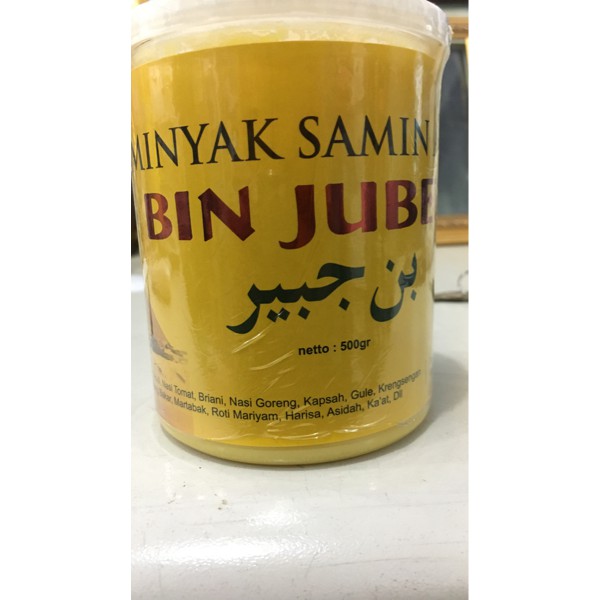 MINYAK SAMIN
BIN JUBE
بن جبير
netto : 500gr
Nasi Tomat, Briani, Nasi Goreng, Kapsah, Gule, Krengsengan
Bakar, Martabak, Roti Mariyam, Harisa, Asidah, Ka'at, Dll